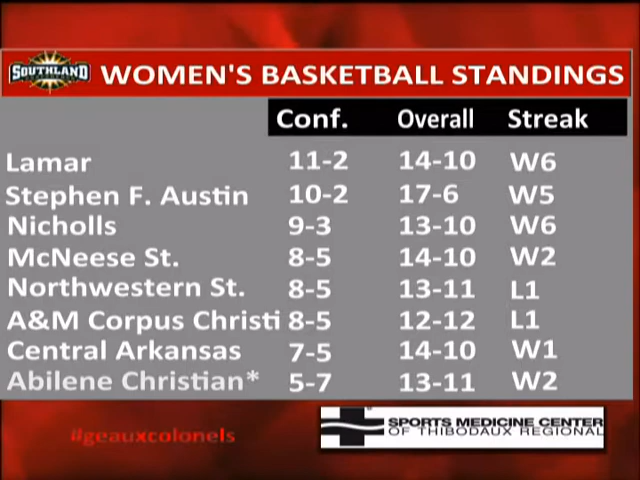 SOUTHLAND
WOMEN'S BASKETBALL STANDINGS
Conf. Overall Streak
Lamar 11-2 14-10 W6
Stephen F. Austin 10-2 17-6 W5
Nicholls 9-3 13-10 W6
McNeese St. 8-5 14-10 W2
Northwestern St. 8-5 13-11 L1
A&M Corpus Christi 8-5 12-12 L1
Central Arkansas 7-5 14-10 W1
Abilene Christian* 5-7 13-11 W2
#geauxcolonels
SPORTS MEDICINE CENTER
OF THIBODAUX REGIONAL